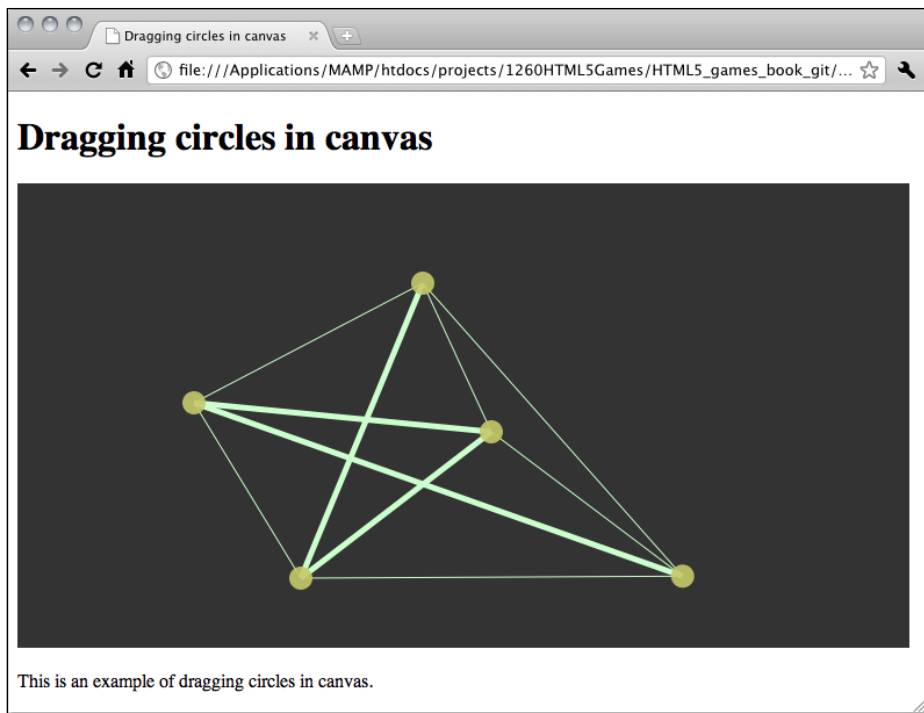 Dragging circles in canvas
file:///Applications/MAMP/htdocs/projects/1260HTML5Games/HTML5_games_book_git/...
Dragging circles in canvas
This is an example of dragging circles in canvas.